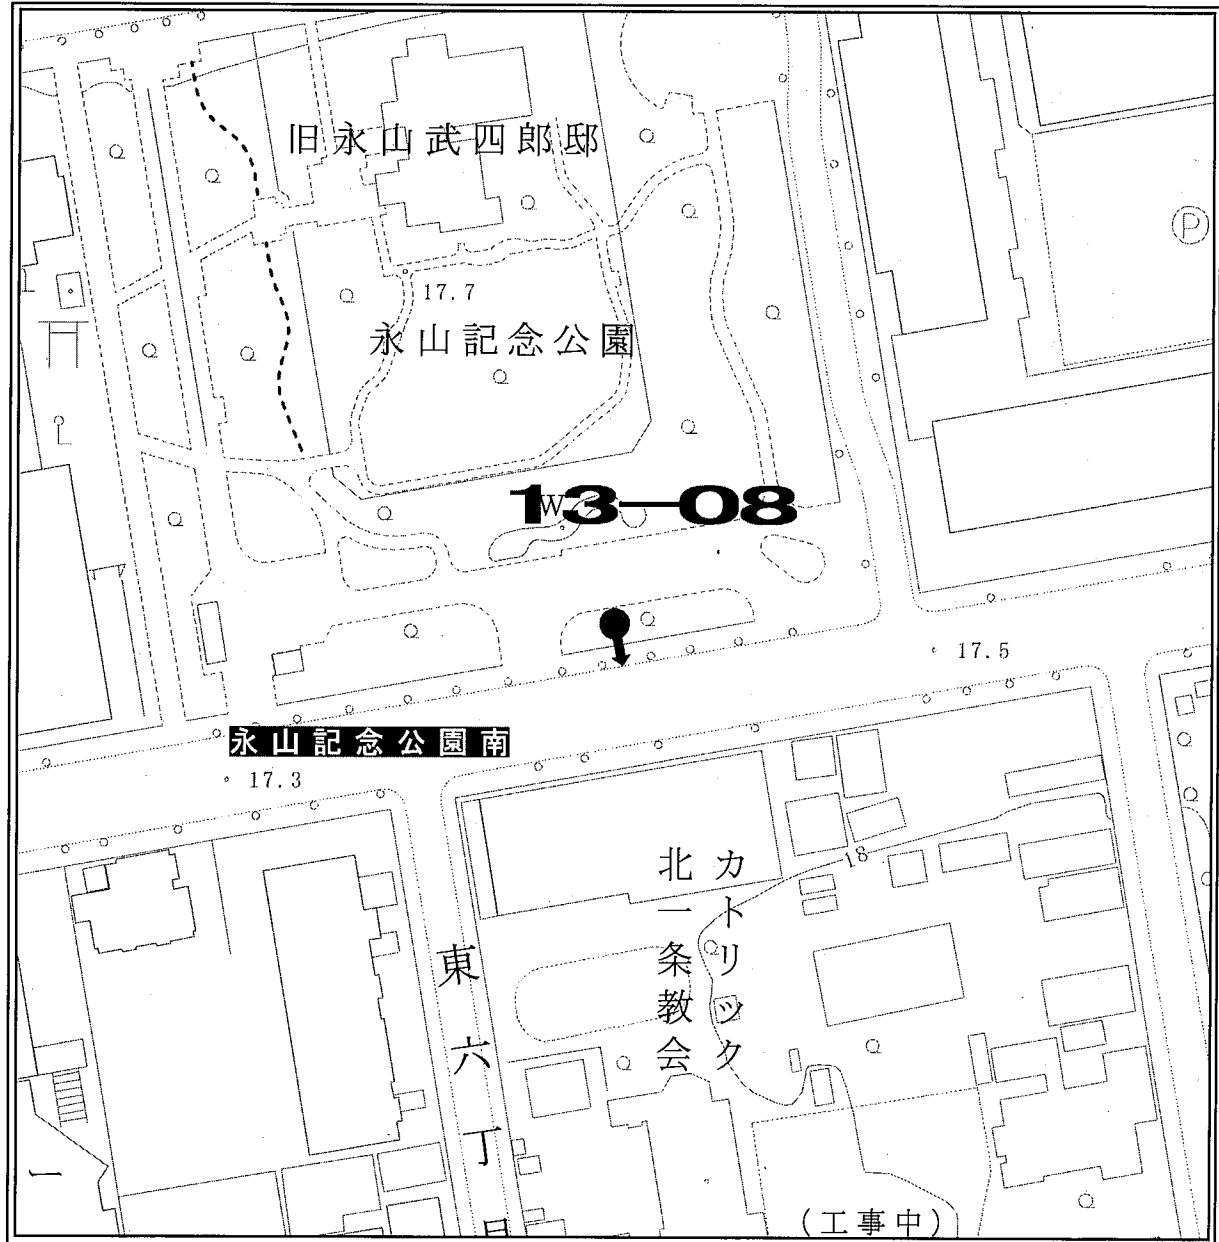 旧永山武四郎邸
P
17.7
永山記念公園
W
13-08
17.5
永山記念公園南
17.3
18
カトリック
北一条教会
東六丁目
一
(工事中)